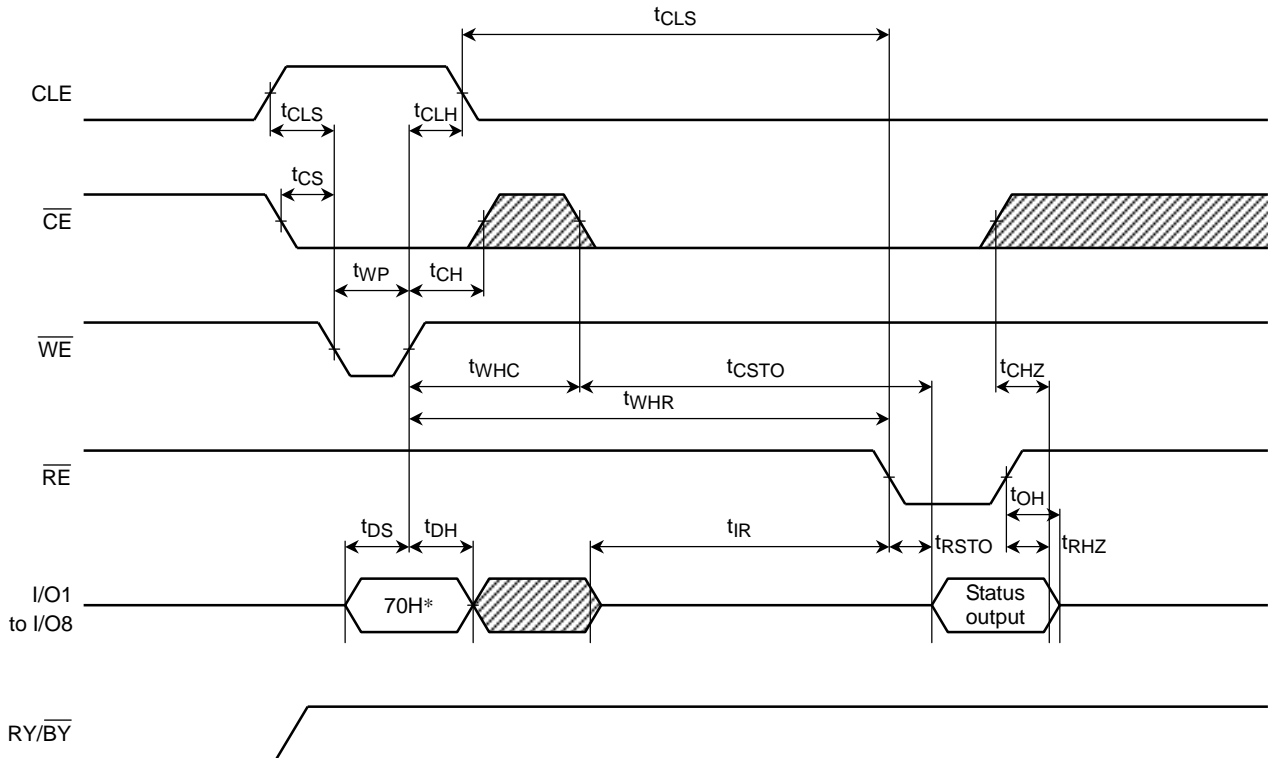 tCLS
CLE
tCLS
tCLH
tCS
CE
tWP
tCH
WE
tWHC
tCSTO
tCHZ
tWHR
RE
tOH
tDS
tDH
tIR
tRSTO
tRHZ
I/O1
to I/O8
70H*
Status
output
RY/BY